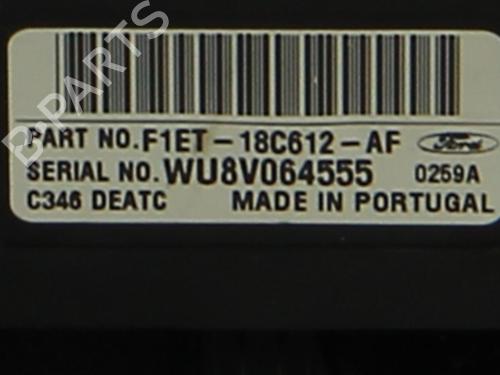 B-PARTS
PART NO.F1ET-18C612-AF Ford
SERIAL NO.WU8V064555 0259A
C346 DEATC MADE IN PORTUGAL